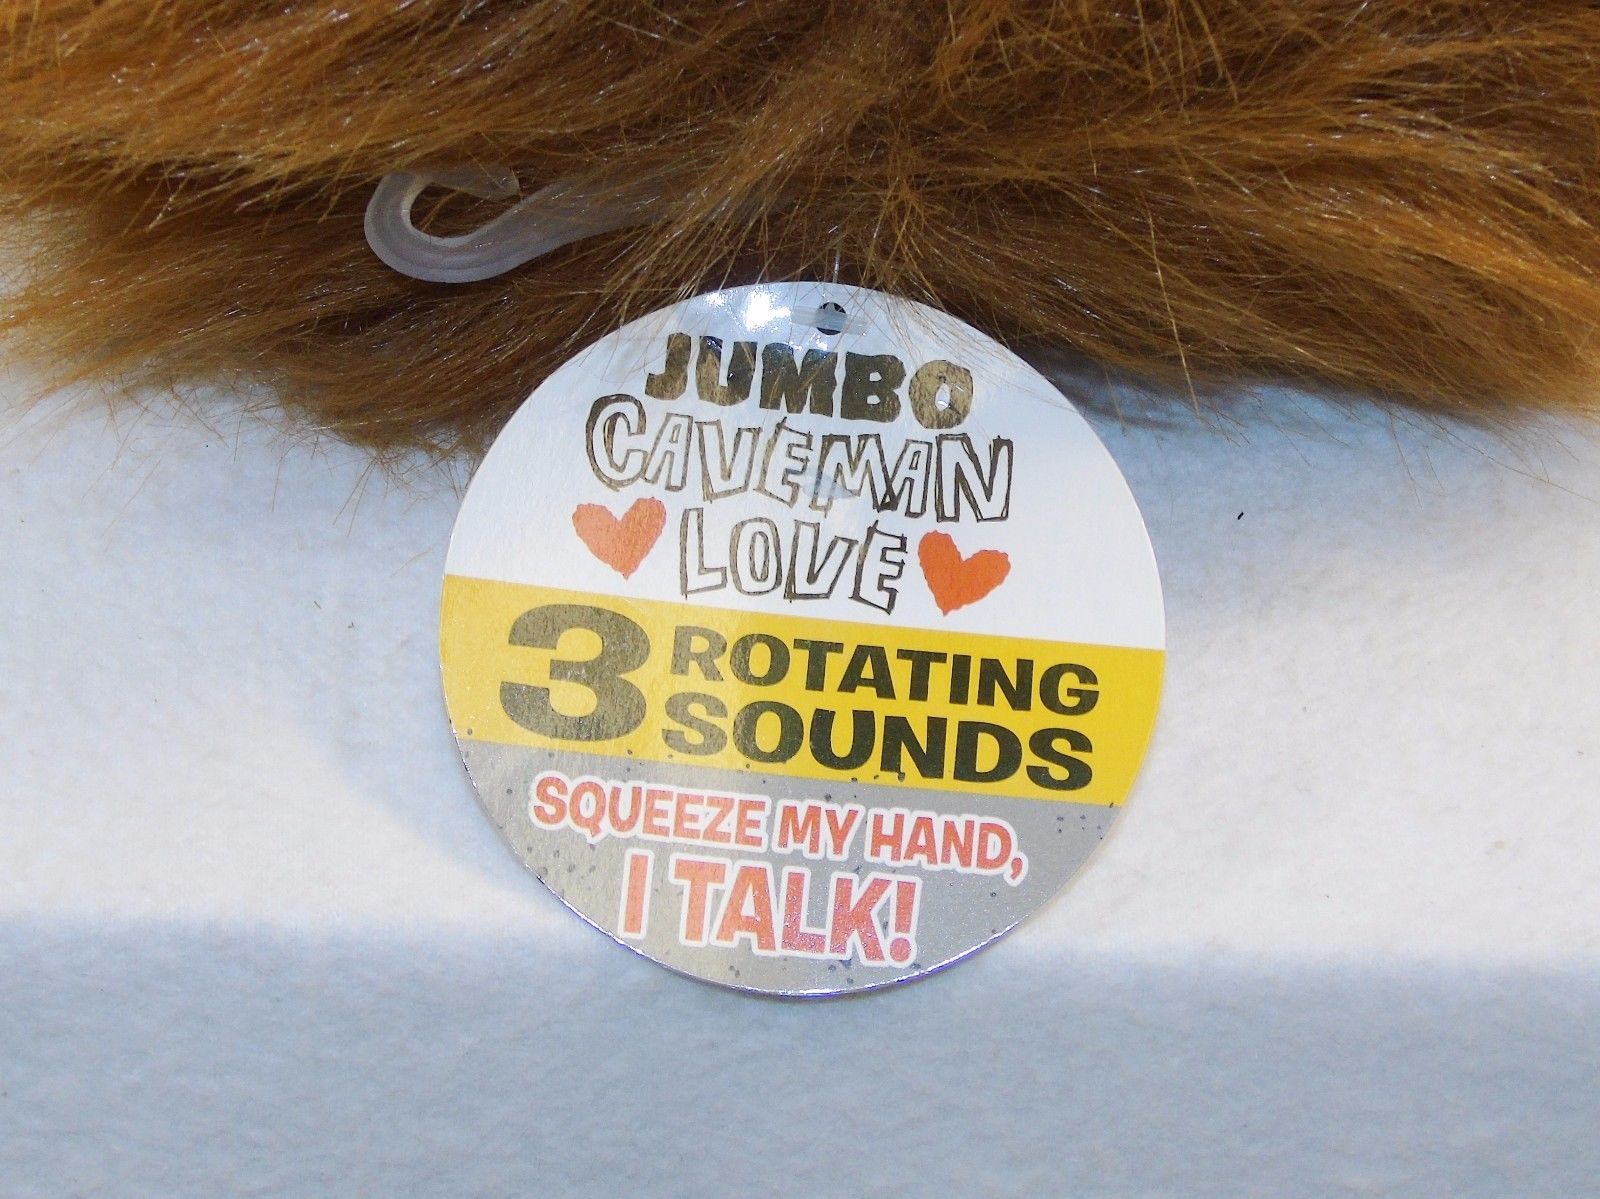 JUMBO
CAVEMAN
LOVE
3 ROTATING
SOUNDS
SQUEEZE MY HAND,
I TALK!